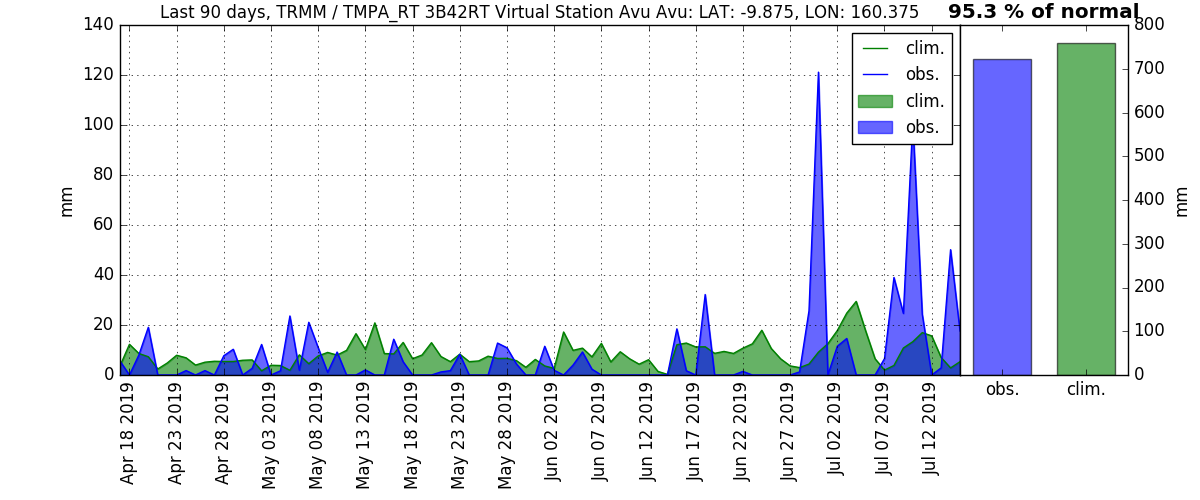 Last 90 days, TRMM / TMPA_RT 3B42RT Virtual Station Avu Avu: LAT: -9.875, LON: 160.375
95.3 % of normal
140
120
100
80
60
40
20
0
mm
clim.
obs.
clim.
obs.
Apr 18 2019
Apr 23 2019
Apr 28 2019
May 03 2019
May 08 2019
May 13 2019
May 18 2019
May 23 2019
May 28 2019
Jun 02 2019
Jun 07 2019
Jun 12 2019
Jun 17 2019
Jun 22 2019
Jun 27 2019
Jul 02 2019
Jul 07 2019
Jul 12 2019
800
700
600
500
400
300
200
100
0
mm
obs.
clim.